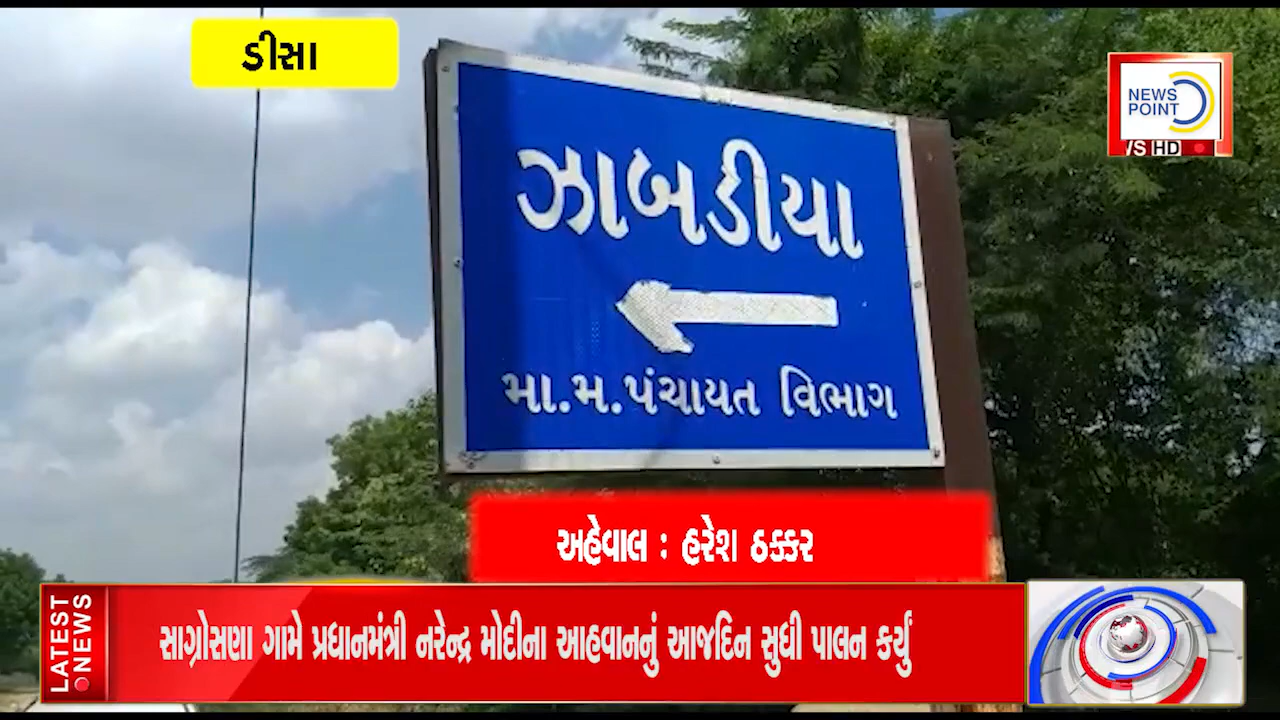 ડીસા
NEWS
POINT
WS HD
ઝાબડીયા
મા.મ.પંચાયત વિભાગ
અહેવાલ : હરેશ ઠક્કર
LATEST
NEWS
સાગ્રોસણા ગામે પ્રધાનમંત્રી નરેન્દ્ર મોદીના આહવાનનું આજદિન સુધી પાલન કર્યું